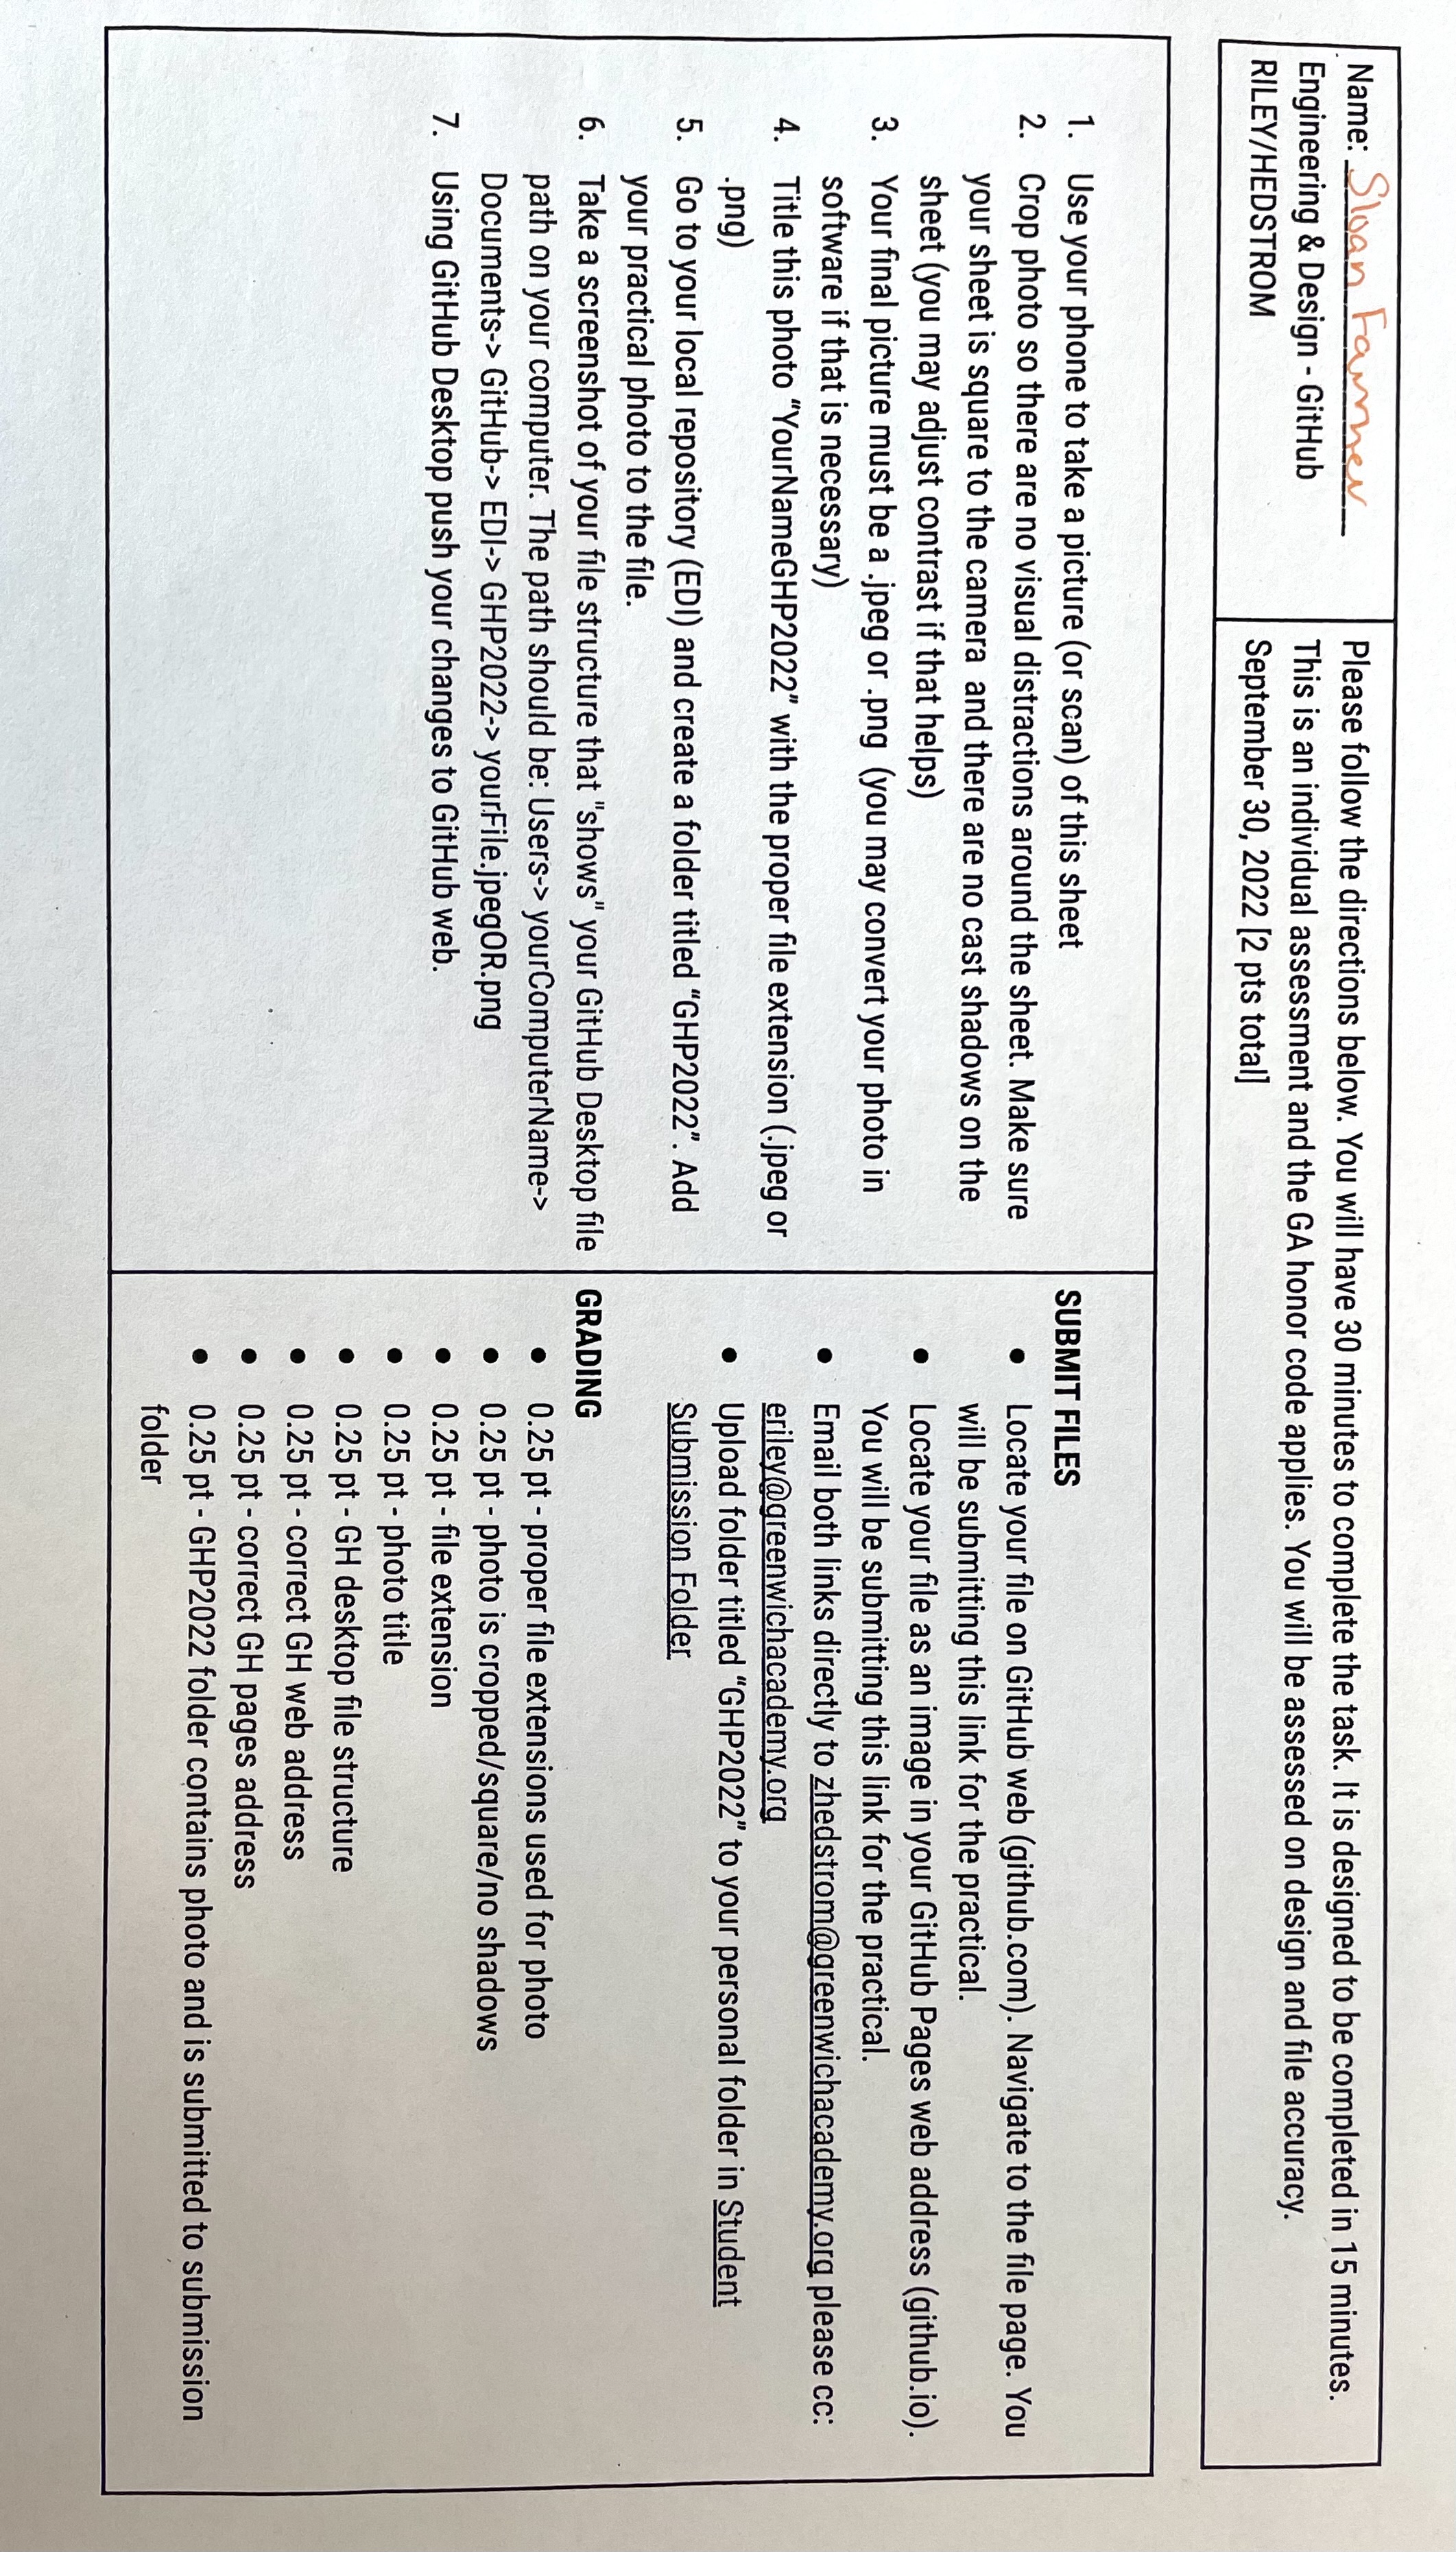 Name: Sloan Farmer
Engineering & Design - GitHub
RILEY/HEDSTROM
Please follow the directions below. You will have 30 minutes to complete the task. It is designed to be completed in 15 minutes.
This is an individual assessment and the GA honor code applies. You will be assessed on design and file accuracy.
September 30, 2022 [2 pts total]
1. Use your phone to take a picture (or scan) of this sheet
2. Crop photo so there are no visual distractions around the sheet. Make sure
your sheet is square to the camera and there are no cast shadows on the
sheet (you may adjust contrast if that helps)
3. Your final picture must be a .jpeg or .png (you may convert your photo in
software if that is necessary)
4. Title this photo “YourNameGHP2022” with the proper file extension (.jpeg or
.png)
5. Go to your local repository (EDI) and create a folder titled “GHP2022”. Add
your practical photo to the file.
6. Take a screenshot of your file structure that "shows" your GitHub Desktop file
path on your computer. The path should be: Users-> yourComputerName->
Documents-> GitHub-> EDI-> GHP2022-> yourFile.jpegOR.png
7. Using GitHub Desktop push your changes to GitHub web.
SUBMIT FILES
● Locate your file on GitHub web (github.com). Navigate to the file page. You
will be submitting this link for the practical.
● Locate your file as an image in your GitHub Pages web address (github.io).
You will be submitting this link for the practical.
● Email both links directly to zhedstrom@greenwichacademy.org please cc:
eriley@greenwichacademy.org
● Upload folder titled “GHP2022” to your personal folder in Student
Submission Folder
GRADING
● 0.25 pt - proper file extensions used for photo
● 0.25 pt - photo is cropped/square/no shadows
● 0.25 pt - file extension
● 0.25 pt - photo title
● 0.25 pt - GH desktop file structure
● 0.25 pt - correct GH web address
● 0.25 pt - correct GH pages address
● 0.25 pt - GHP2022 folder contains photo and is submitted to submission
folder